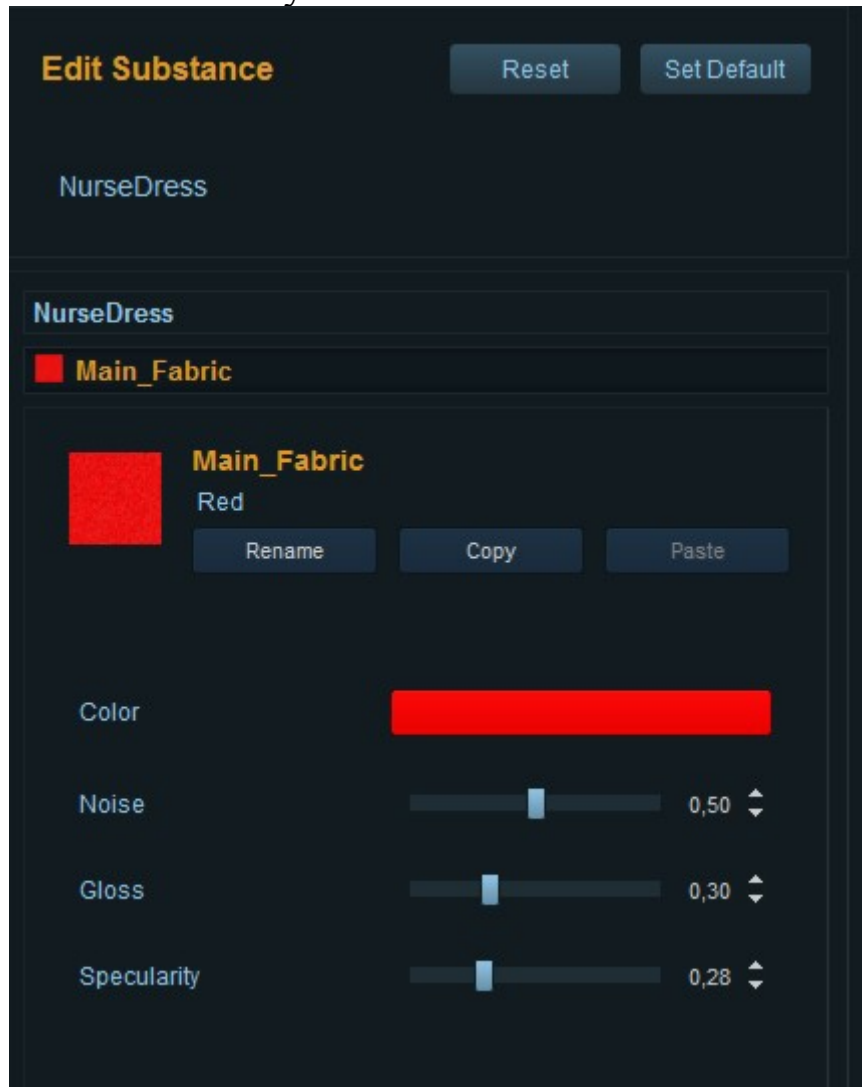 Edit Substance Reset Set Default
NurseDress
NurseDress
Main_Fabric
Main_Fabric
Red
Rename Copy Paste
Color
Noise 0,50
Gloss 0,30
Specularity 0,28